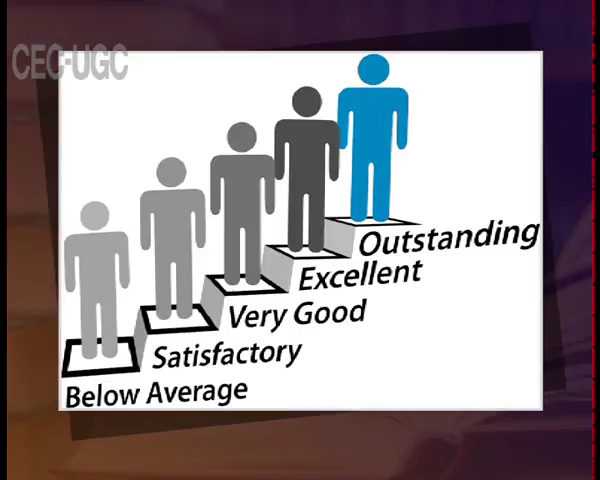 CEC-UGC
Outstanding
Excellent
Very Good
Satisfactory
Below Average